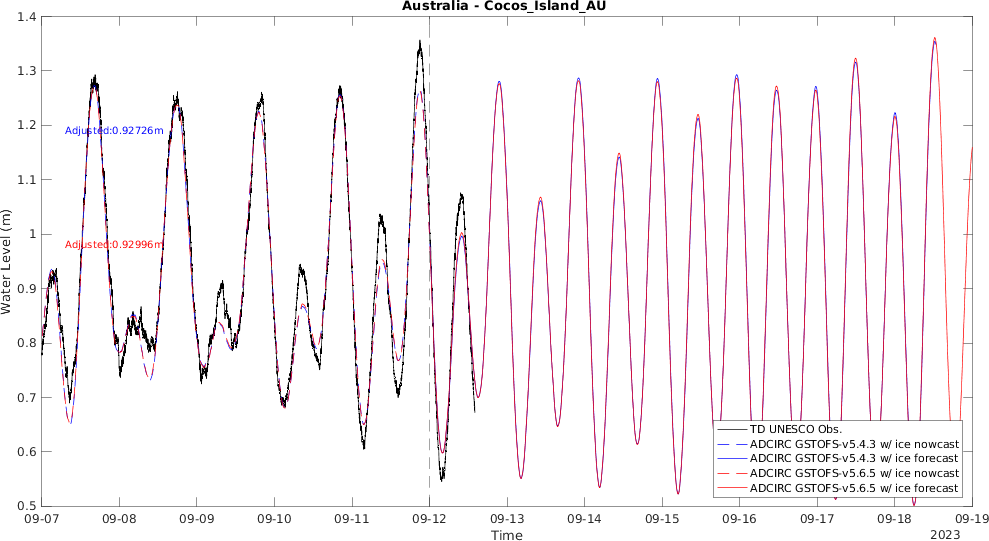 Australia - Cocos_Island_AU
1.4
1.3
1.2
1.1
1
0.9
0.8
0.7
0.6
0.5
Water Level (m)
Adjusted:0.92726m
Adjusted:0.92996m
TD UNESCO Obs.
ADCIRC GSTOFS-v5.4.3 w/ ice nowcast
ADCIRC GSTOFS-v5.4.3 w/ ice forecast
ADCIRC GSTOFS-v5.6.5 w/ ice nowcast
ADCIRC GSTOFS-v5.6.5 w/ ice forecast
09-07 09-08 09-09 09-10 09-11 09-12 09-13 09-14 09-15 09-16 09-17 09-18 09-19
Time
2023